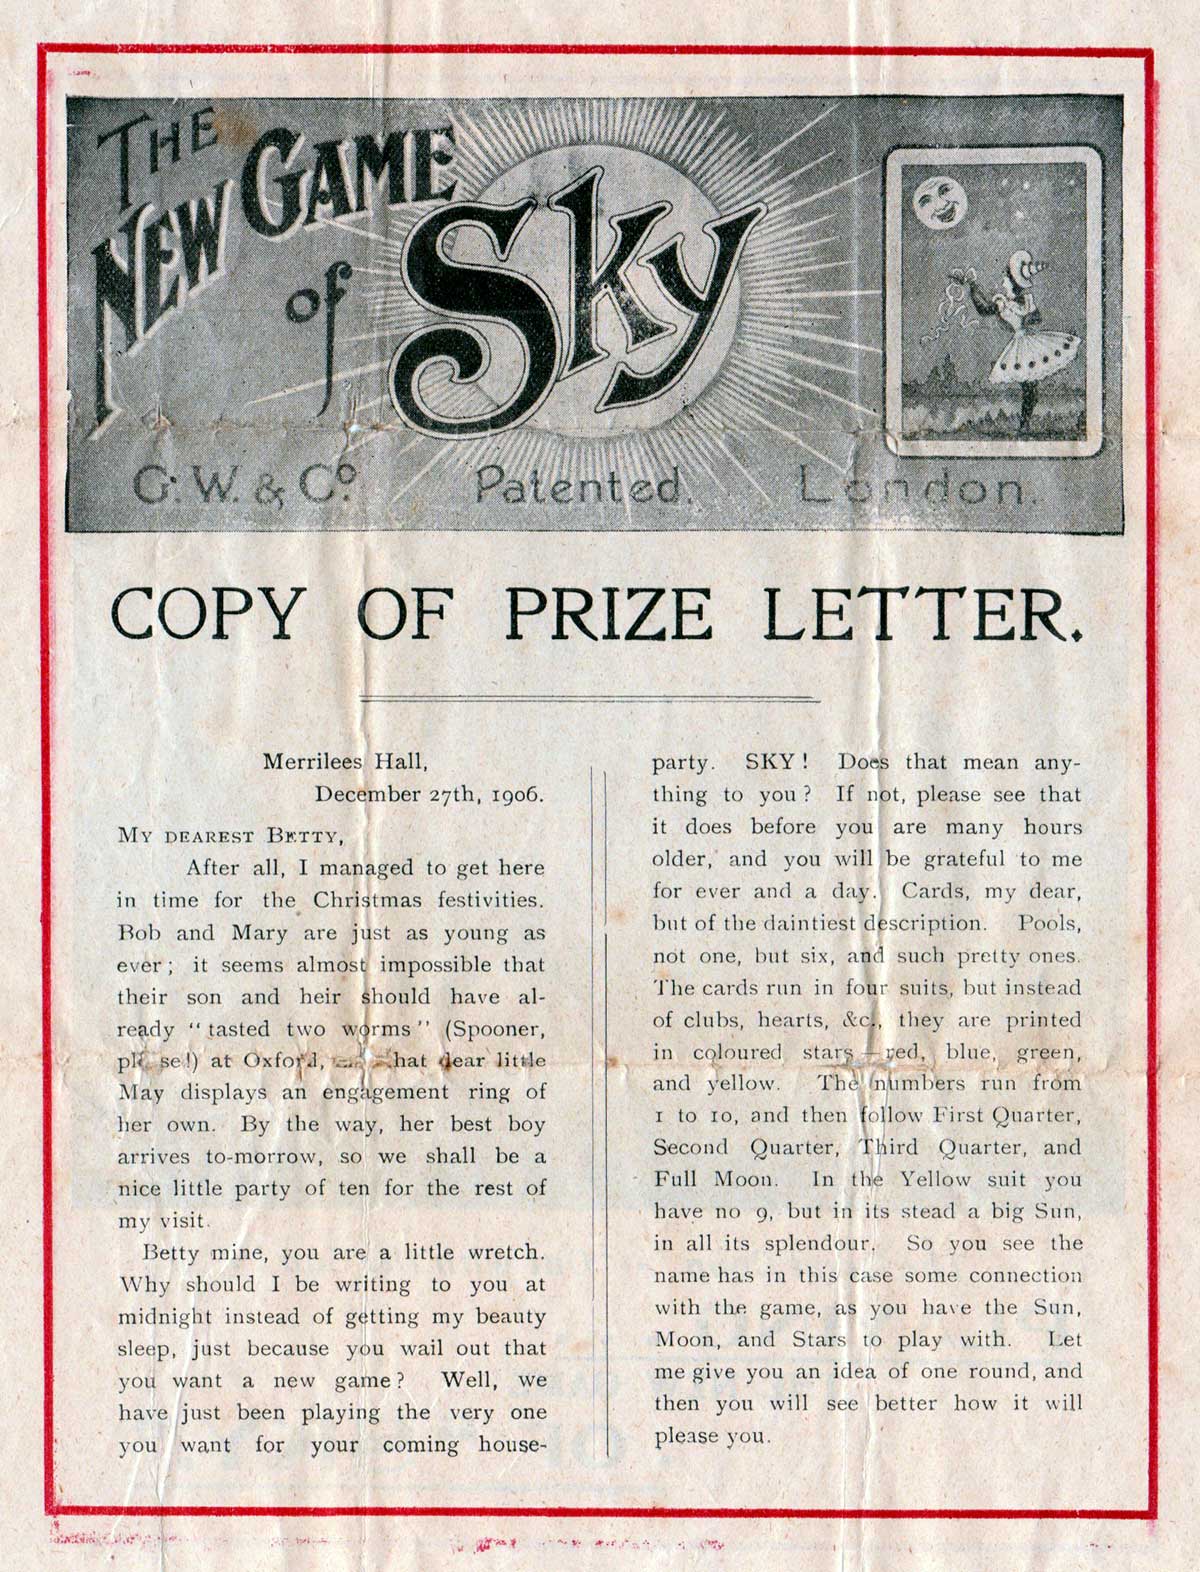 THE
NEW GAME
of
Sky
G. W. & Co. Patented. London.
COPY OF PRIZE LETTER.
Merrilees Hall,
December 27th, 1906.
MY DEAREST BETTY,
After all, I managed to get here
in time for the Christmas festivities.
Bob and Mary are just as young as
ever; it seems almost impossible that
their son and heir should have al-
ready "tasted two worms" (Spooner,
se!) at Oxford, dear little
May displays an engagement ring of
her own. By the way, her best boy
arrives to-morrow, so we shall be a
nice little party of ten for the rest of
my visit.
Betty mine, you are a little wretch.
Why should I be writing to you at
midnight instead of getting my beauty
sleep, just because you wail out that
you want a new game? Well, we
have just been playing the very one
you want for your coming house-
party. SKY! Does that mean any-
thing to you? If not, please see that
it does before you are many hours
older, and you will be grateful to me
for ever and a day. Cards, my dear,
but of the daintiest description. Pools,
not one, but six, and such pretty ones.
The cards run in four suits, but instead
of clubs, hearts, &c., they are printed
in coloured stars—red, blue, green,
and yellow. The numbers run from
1 to 10, and then follow First Quarter,
Second Quarter, Third Quarter, and
Full Moon. In the Yellow suit you
have no 9, but in its stead a big Sun,
in all its splendour. So you see the
name has in this case some connection
with the game, as you have the Sun,
Moon, and Stars to play with. Let
me give you an idea of one round, and
then you will see better how it will
please you.